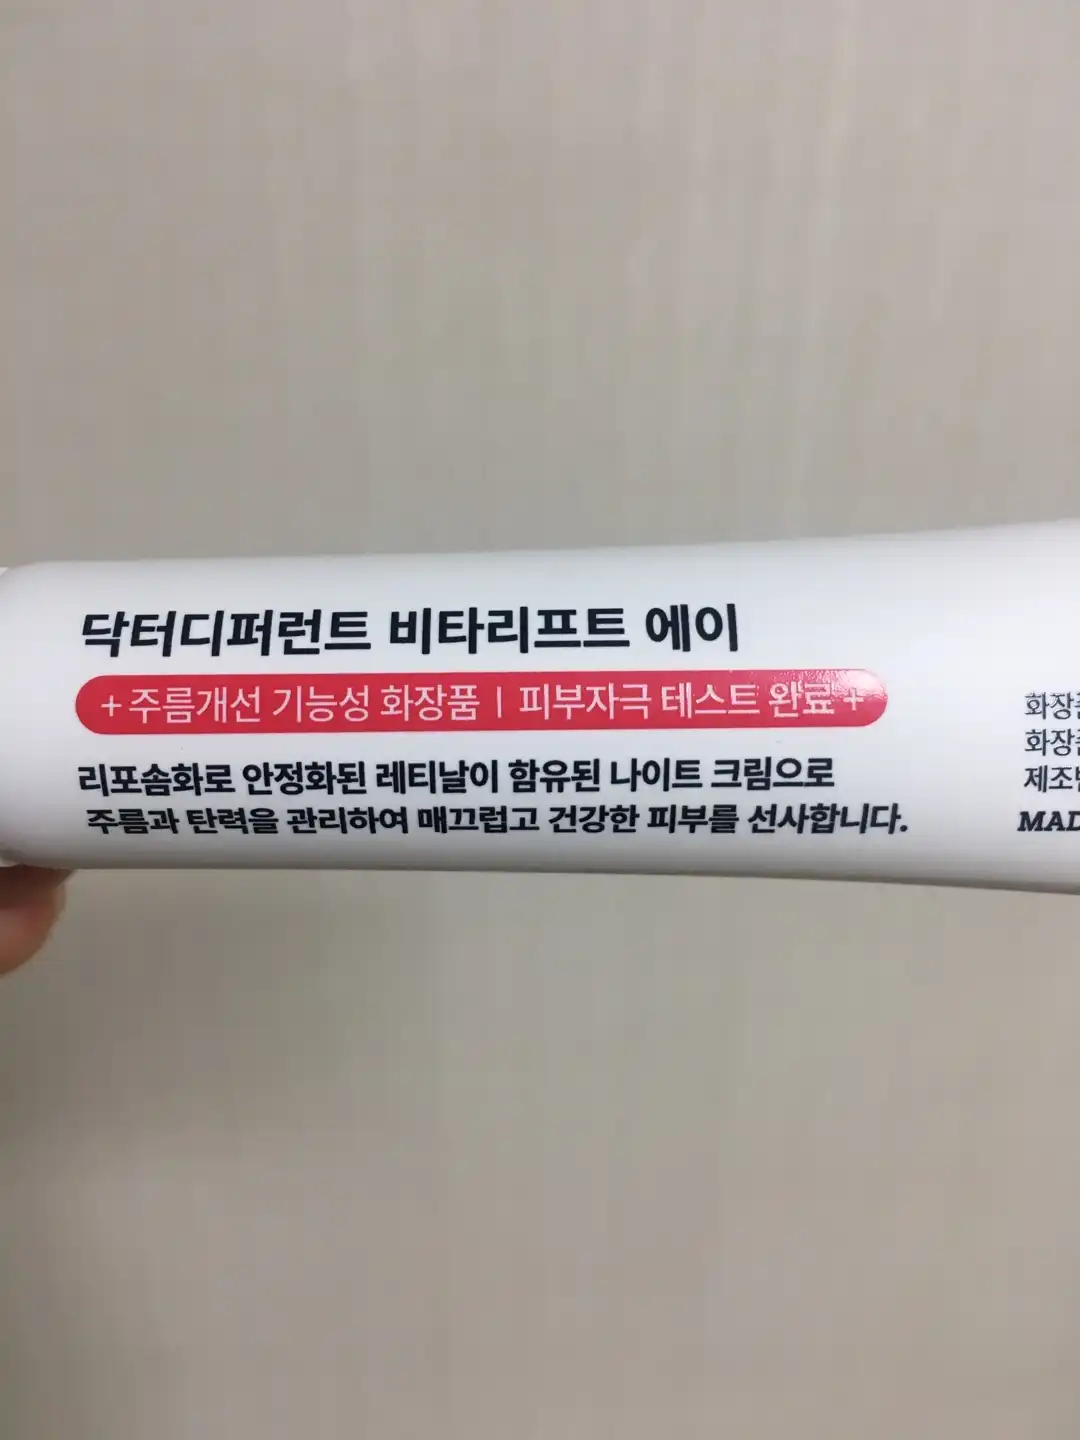 닥터디퍼런트 비타리프트 에이
+ 주름개선 기능성 화장품 | 피부자극 테스트 완료 +
리포솜화로 안정화된 레티날이 함유된 나이트 크림으로
주름과 탄력을 관리하여 매끄럽고 건강한 피부를 선사합니다.